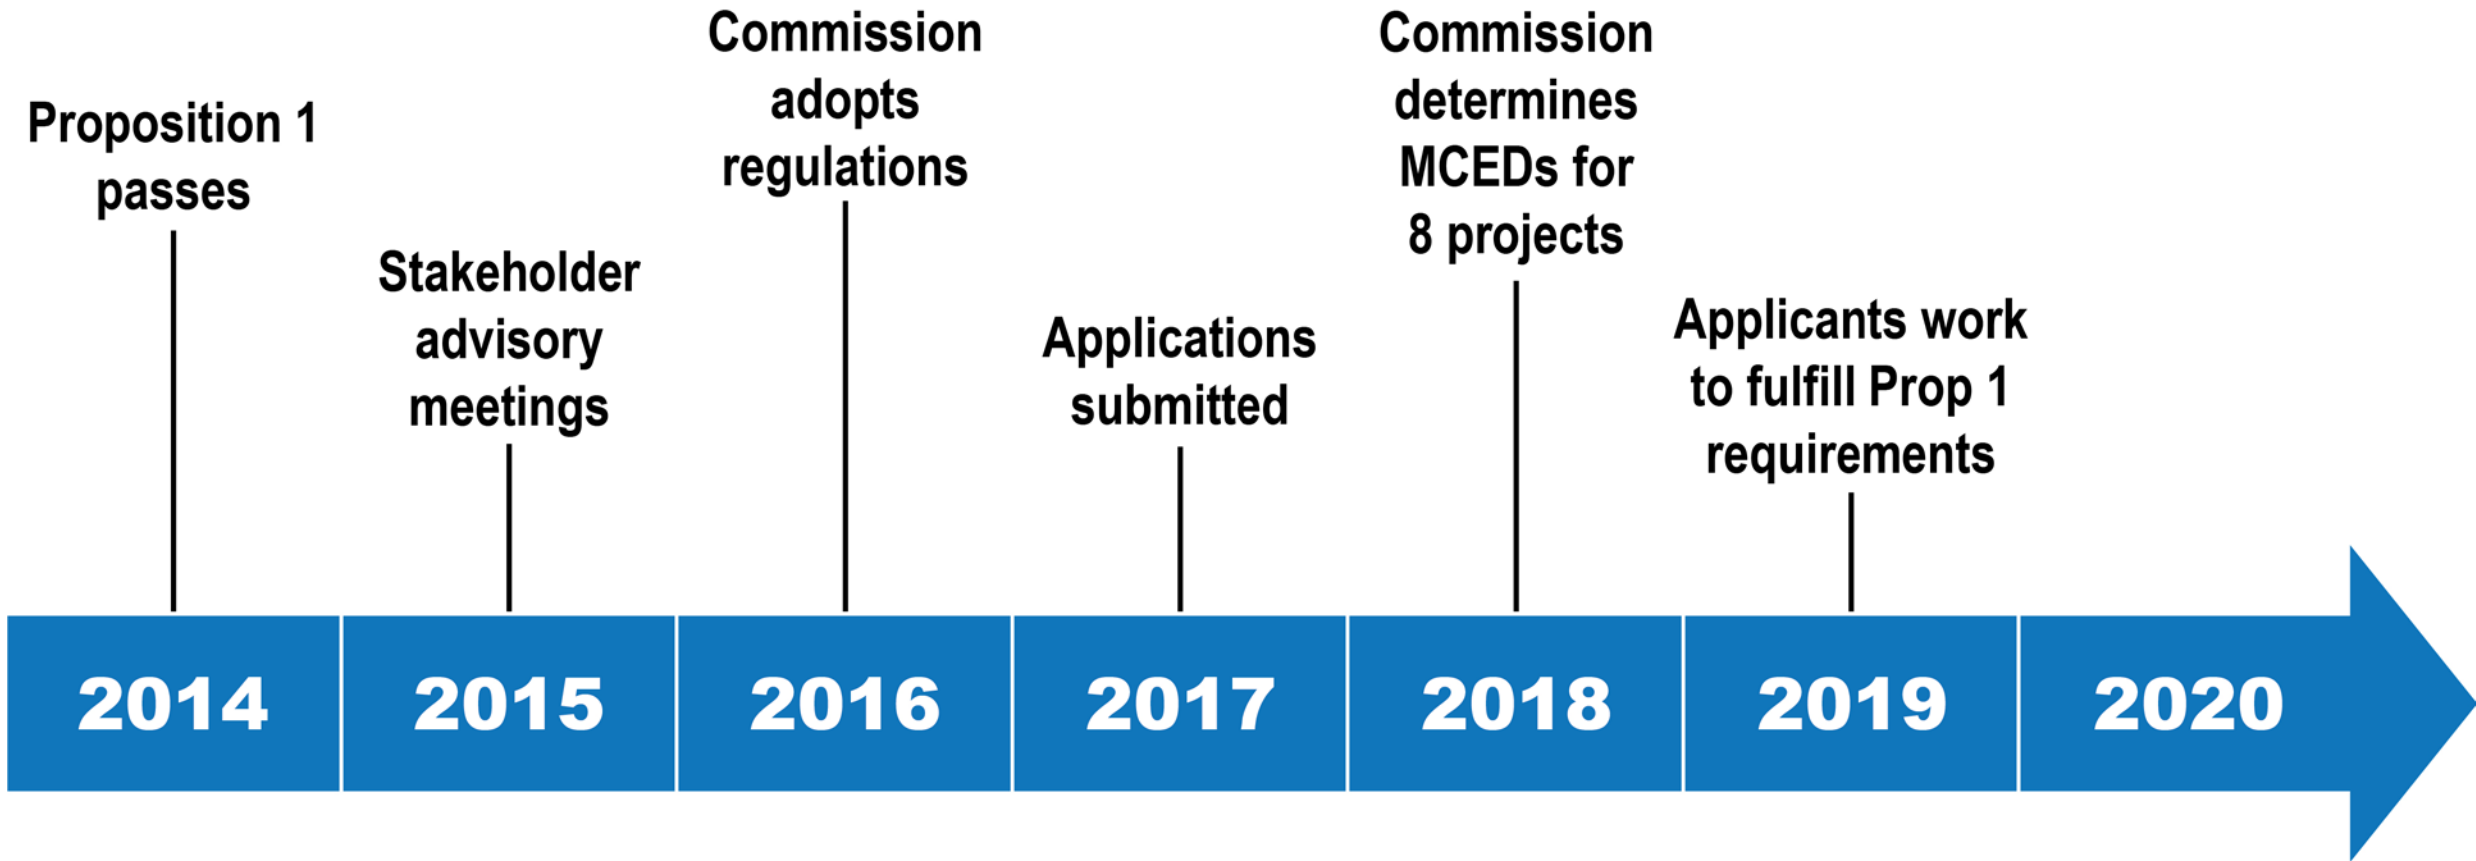 Proposition 1
passes
Stakeholder
advisory
meetings
Commission
adopts
regulations
Applications
submitted
Commission
determines
MCEDs for
8 projects
Applicants work
to fulfill Prop 1
requirements
2014
2015
2016
2017
2018
2019
2020